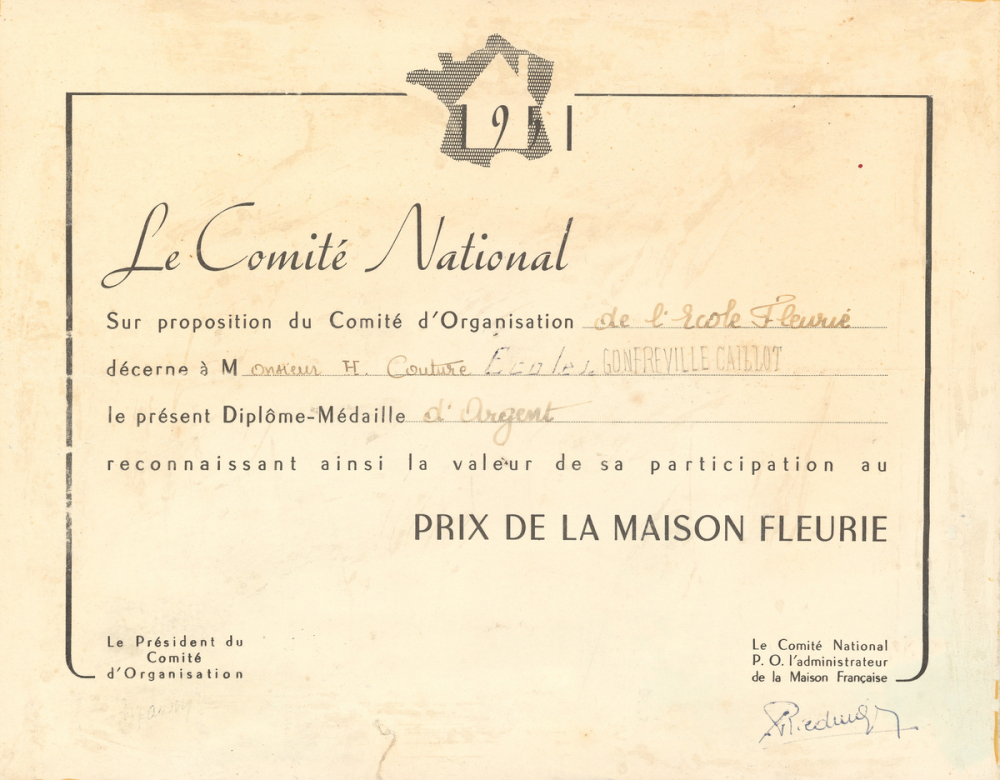 1951
Le Comité National
Sur proposition du Comité d'Organisation de l'Ecole Fleurie
décerne à Monsieur H. Couture Ecoles GONFREVILLE CAILLOT
le présent Diplôme-Médaille d'Argent
reconnaissant ainsi la valeur de sa participation au
PRIX DE LA MAISON FLEURIE
Le Président du
Comité
d'Organisation
Le Comité National
P. O. l'administrateur
de la Maison Française